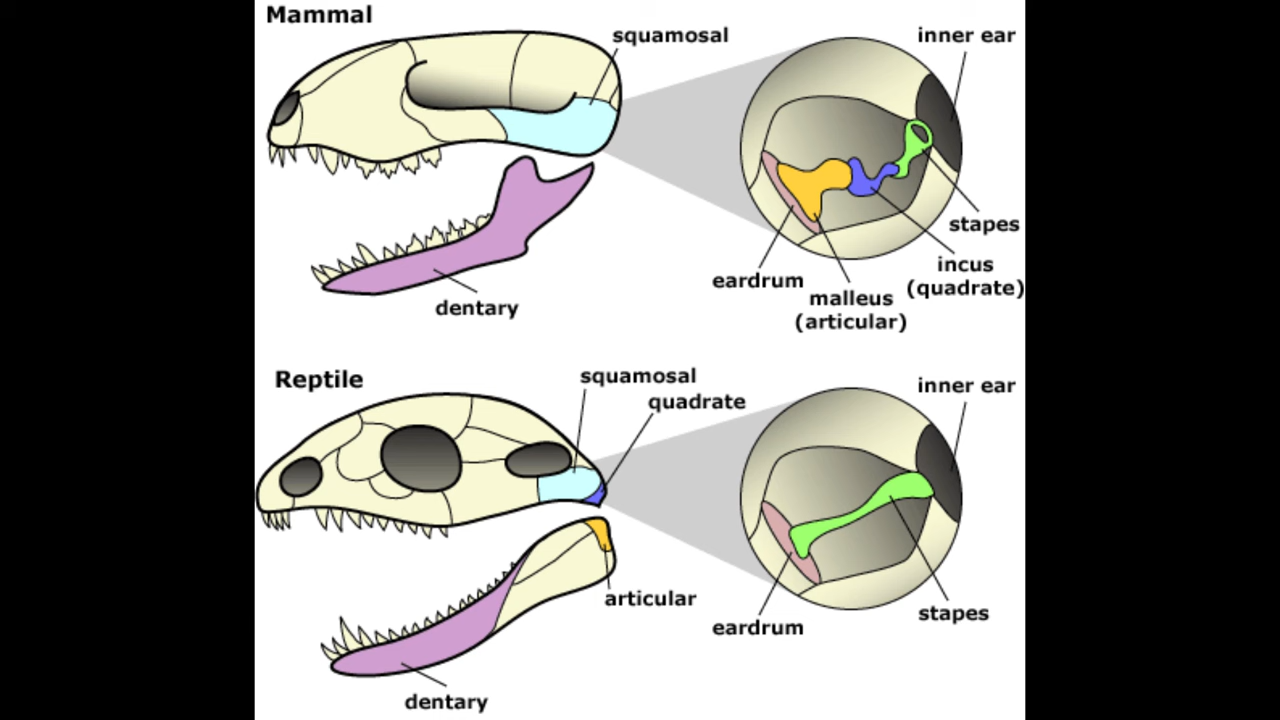 Mammal
squamosal
inner ear
stapes
incus
(quadrate)
eardrum
malleus
(articular)
dentary
Reptile
squamosal
quadrate
inner ear
articular
stapes
eardrum
dentary